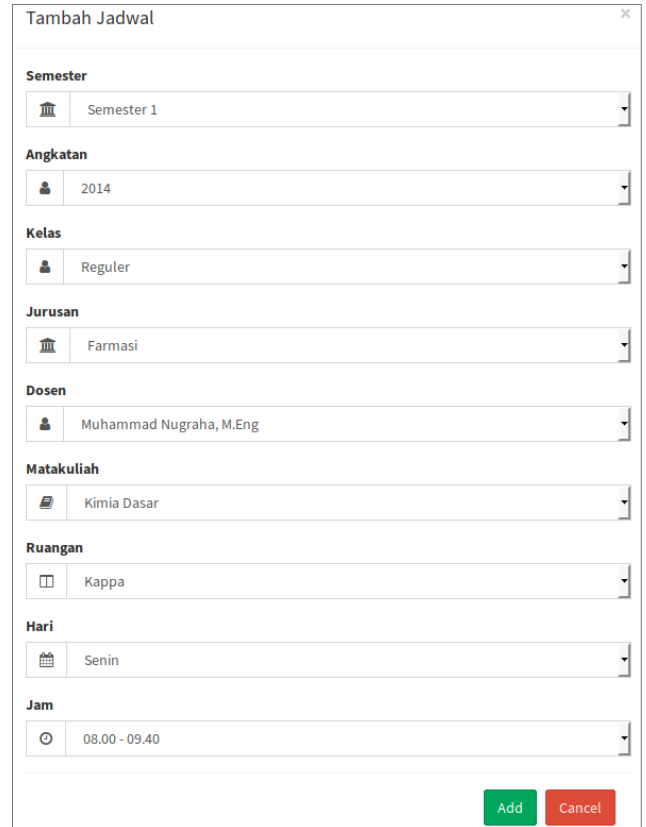 Tambah Jadwal
×
Semester
Semester 1
Angkatan
2014
Kelas
Reguler
Jurusan
Farmasi
Dosen
Muhammad Nugraha, M.Eng
Matakuliah
Kimia Dasar
Ruangan
Kappa
Hari
Senin
Jam
08.00 - 09.40
Add
Cancel